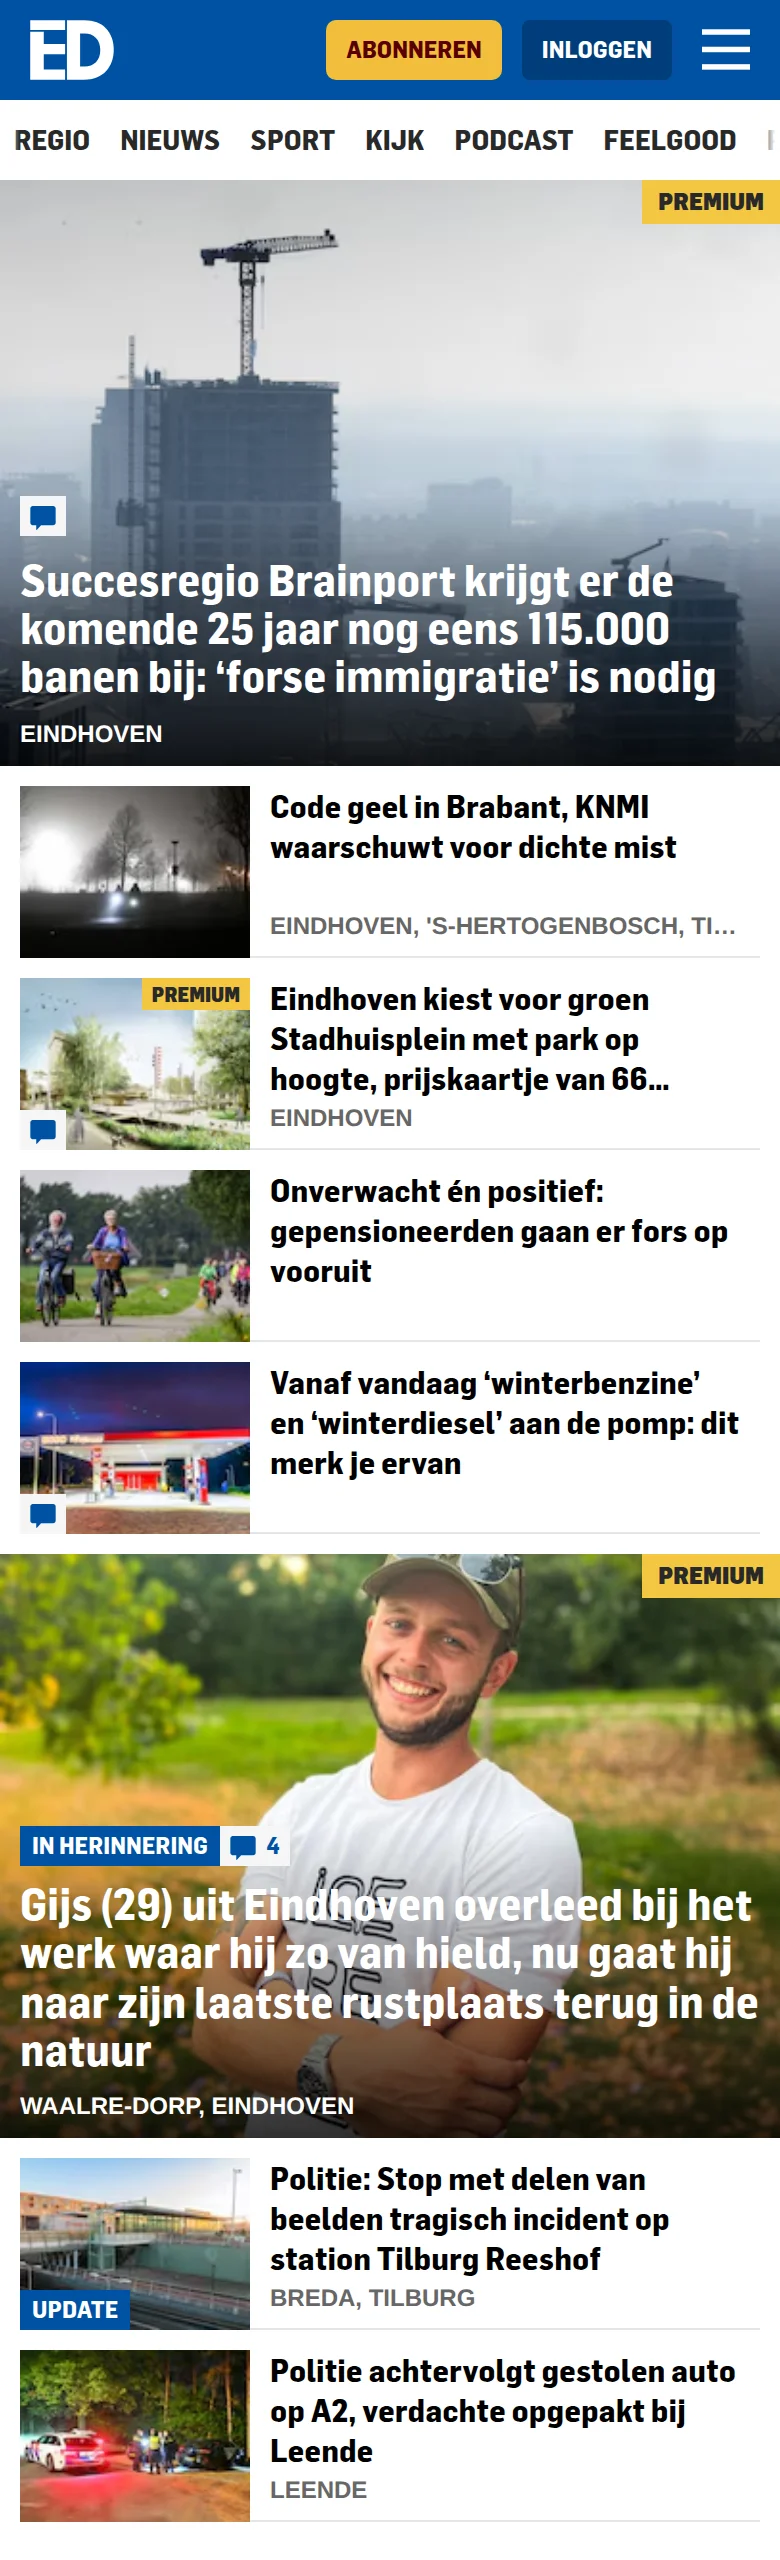 ED
ABONNEREN
INLOGGEN
REGIO NIEUWS SPORT KIJK PODCAST FEELGOOD
PREMIUM
Succesregio Brainport krijgt er de
komende 25 jaar nog eens 115.000
banen bij: ‘forse immigratie’ is nodig
EINDHOVEN
Code geel in Brabant, KNMI
waarschuwt voor dichte mist
EINDHOVEN, 'S-HERTOGENBOSCH, TI...
PREMIUM
Eindhoven kiest voor groen
Stadhuisplein met park op
hoogte, prijskaartje van 66...
EINDHOVEN
Onverwacht én positief:
gepensioneerden gaan er fors op
vooruit
Vanaf vandaag ‘winterbenzine’
en ‘winterdiesel’ aan de pomp: dit
merk je ervan
PREMIUM
IN HERINNERING
4
Gijs (29) uit Eindhoven overleed bij het
werk waar hij zo van hield, nu gaat hij
naar zijn laatste rustplaats terug in de
natuur
WAALRE-DORP, EINDHOVEN
Politie: Stop met delen van
beelden tragisch incident op
station Tilburg Reeshof
BREDA, TILBURG
UPDATE
Politie achtervolgt gestolen auto
op A2, verdachte opgepakt bij
Leende
LEENDE